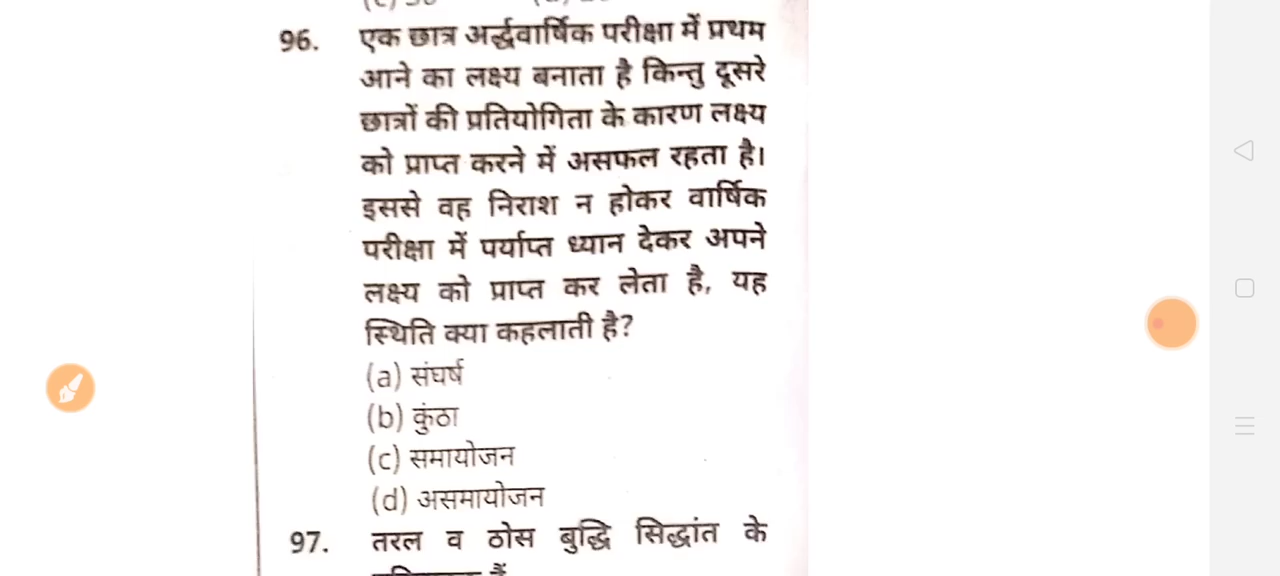 96. एक छात्र अर्द्धवार्षिक परीक्षा में प्रथम
आने का लक्ष्य बनाता है किन्तु दूसरे
छात्रों की प्रतियोगिता के कारण लक्ष्य
को प्राप्त करने में असफल रहता है।
इससे वह निराश न होकर वार्षिक
परीक्षा में पर्याप्त ध्यान देकर अपने
लक्ष्य को प्राप्त कर लेता है, यह
स्थिति क्या कहलाती है?
(a) संघर्ष
(b) कुंठा
(c) समायोजन
(d) असमायोजन
97. तरल व ठोस बुद्धि सिद्धांत के